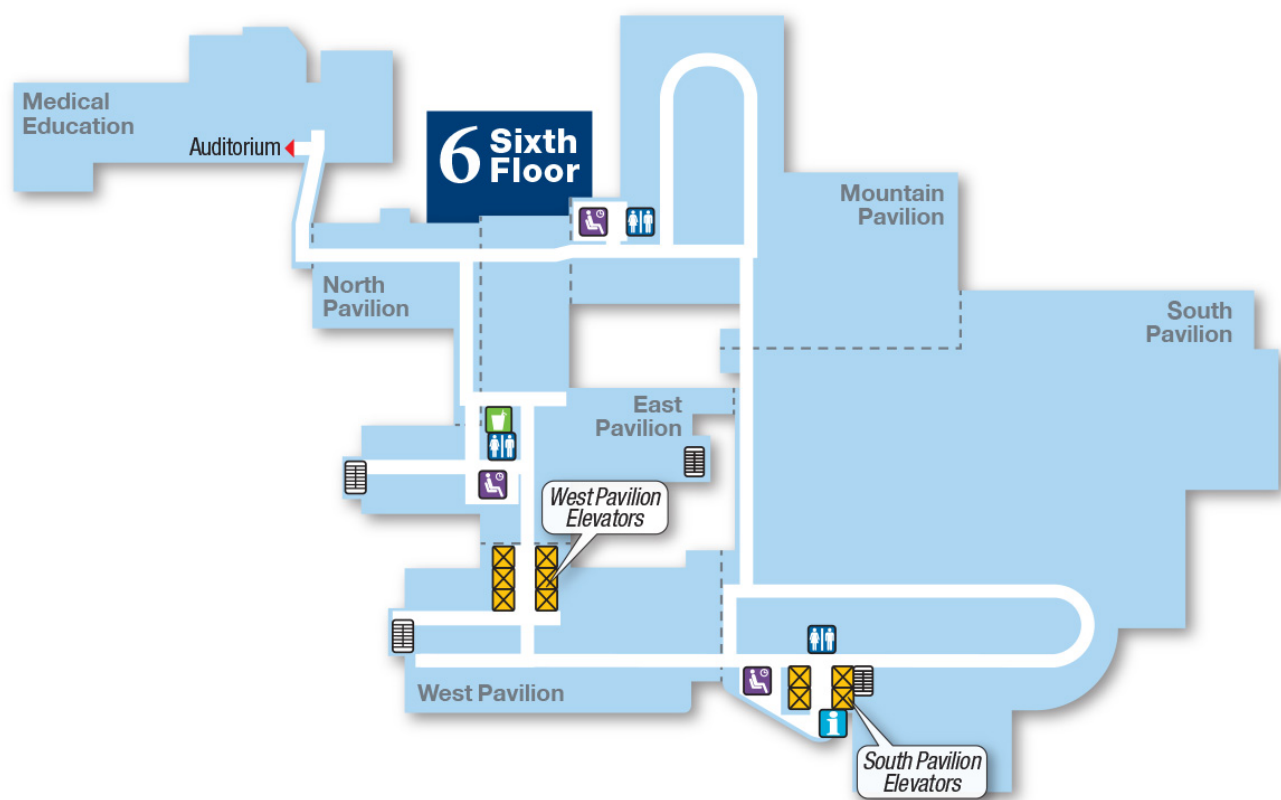 Medical
Education
Auditorium
6 Sixth
Floor
Mountain
Pavilion
North
Pavilion
South
Pavilion
East
Pavilion
West Pavilion
Elevators
West Pavilion
i
South Pavilion
Elevators